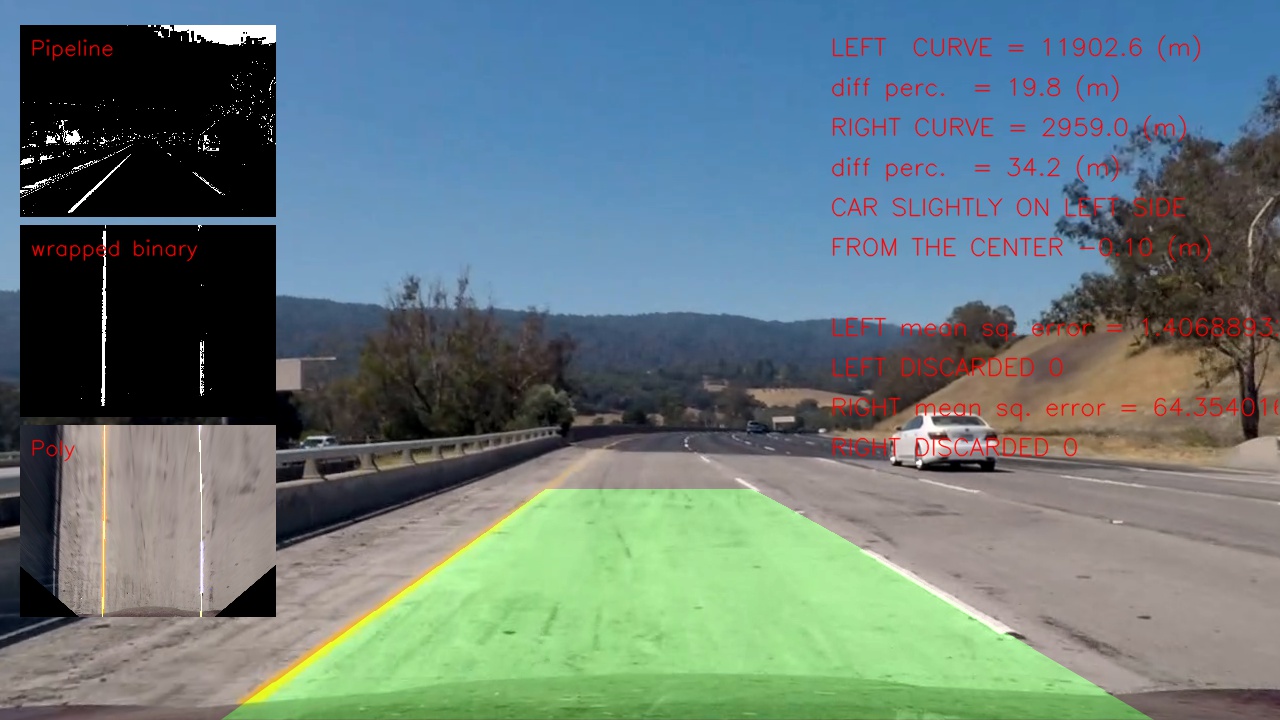 Pipeline
wrapped binary
Poly
LEFT CURVE = 11902.6 (m)
diff perc. = 19.8 (m)
RIGHT CURVE = 2959.0 (m)
diff perc. = 34.2 (m)
CAR SLIGHTLY ON LEFT SIDE
FROM THE CENTER -0.10 (m)
LEFT mean sq. error = 1.4068893
LEFT DISCARDED 0
RIGHT mean sq. error = 64.354016
RIGHT DISCARDED 0